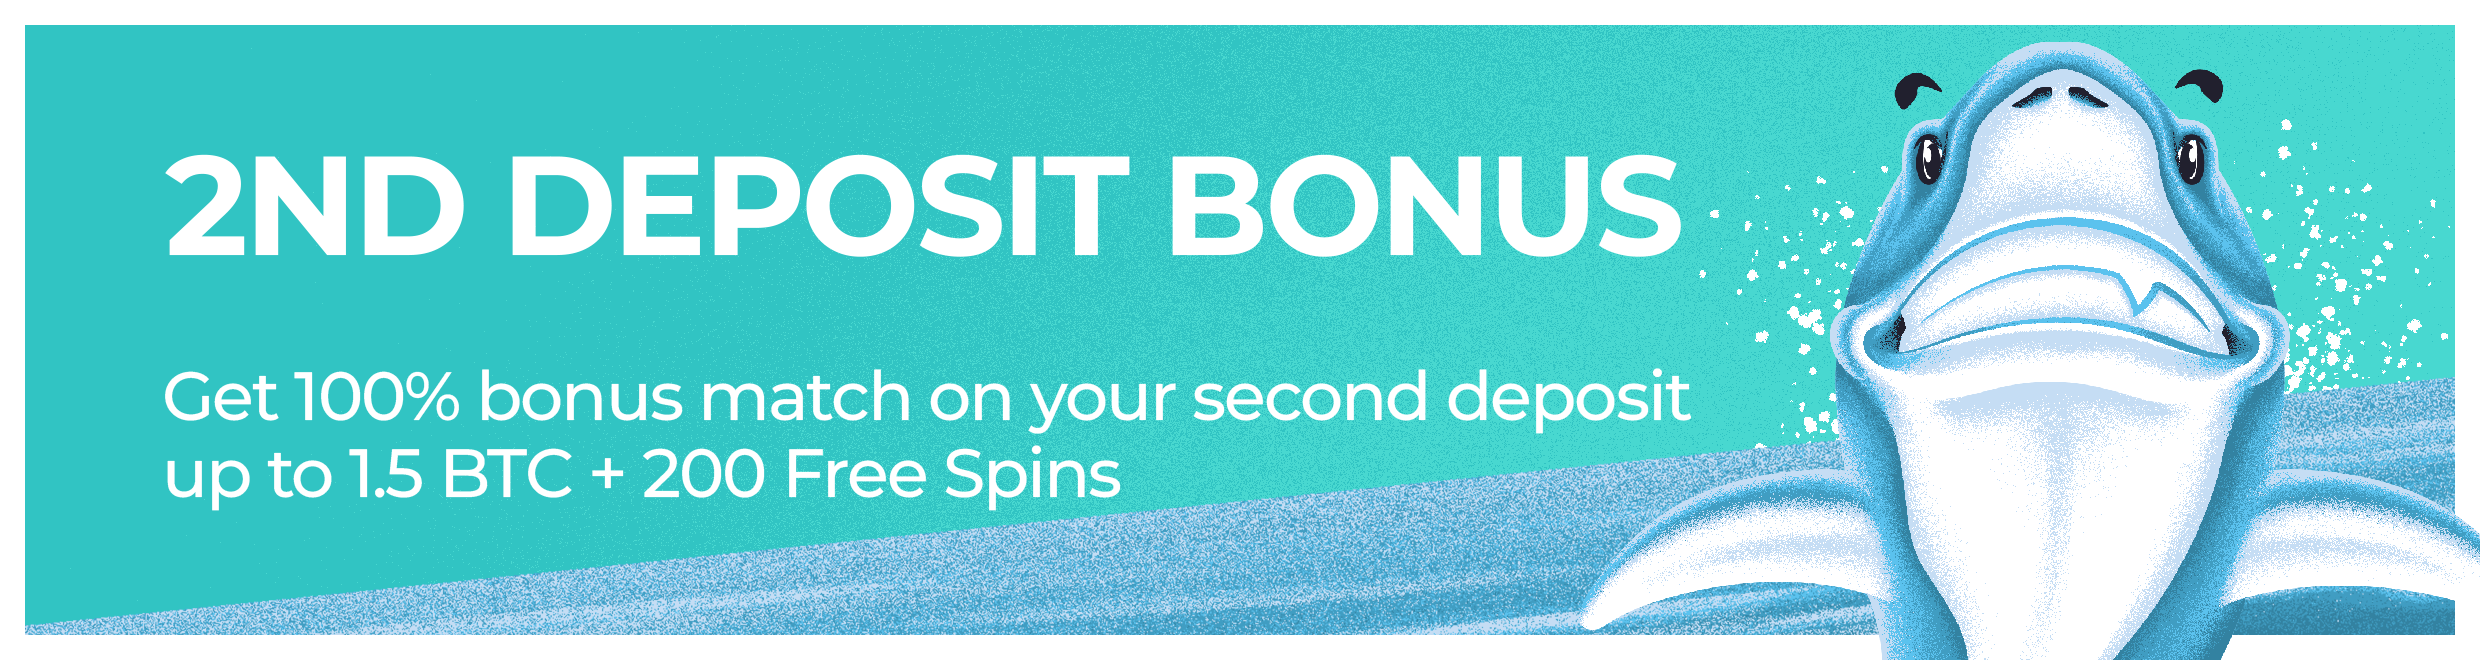 2ND DEPOSIT BONUS
Get 100% bonus match on your second deposit
up to 1.5 BTC + 200 Free Spins